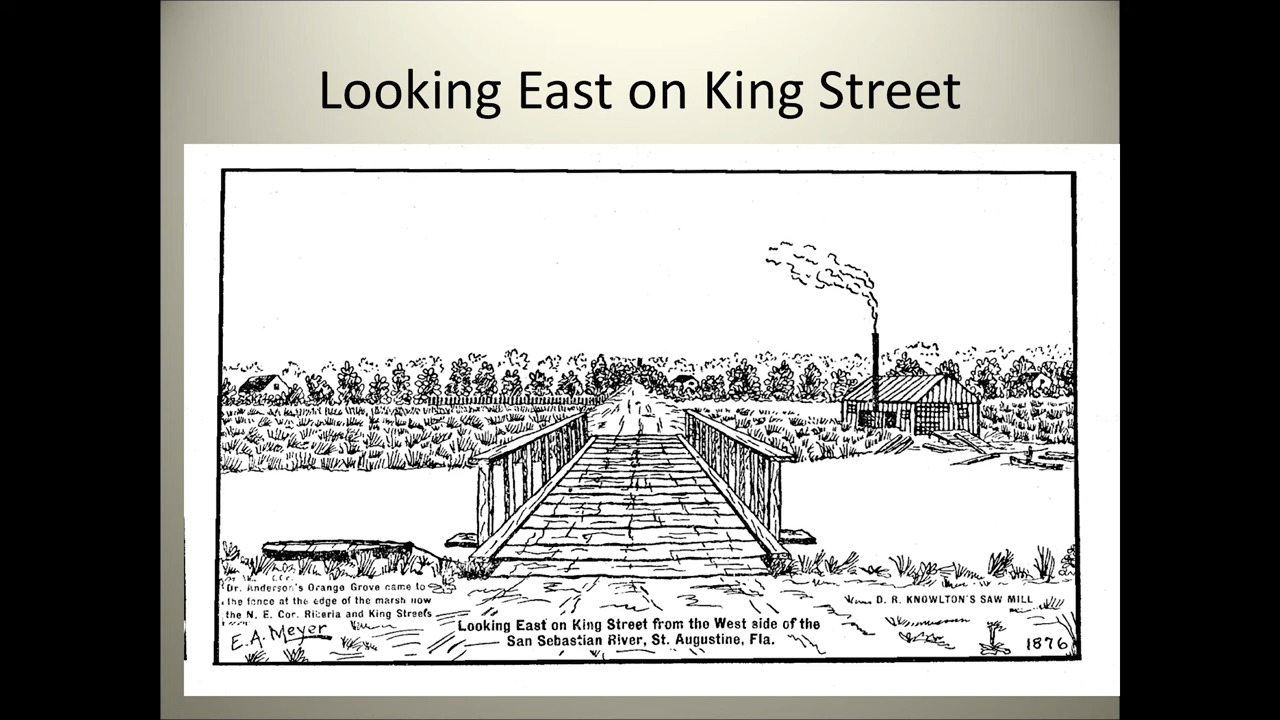 Looking East on King Street
Dr. Anderson's Orange Grove came to
the fence at the edge of the marsh now
the N. E. Cor. Riberia and King Streets
E.A. Meyer
Looking East on King Street from the West side of the
San Sebastian River, St. Augustine, Fla.
D. R. KNOWLTON'S SAW MILL
1876